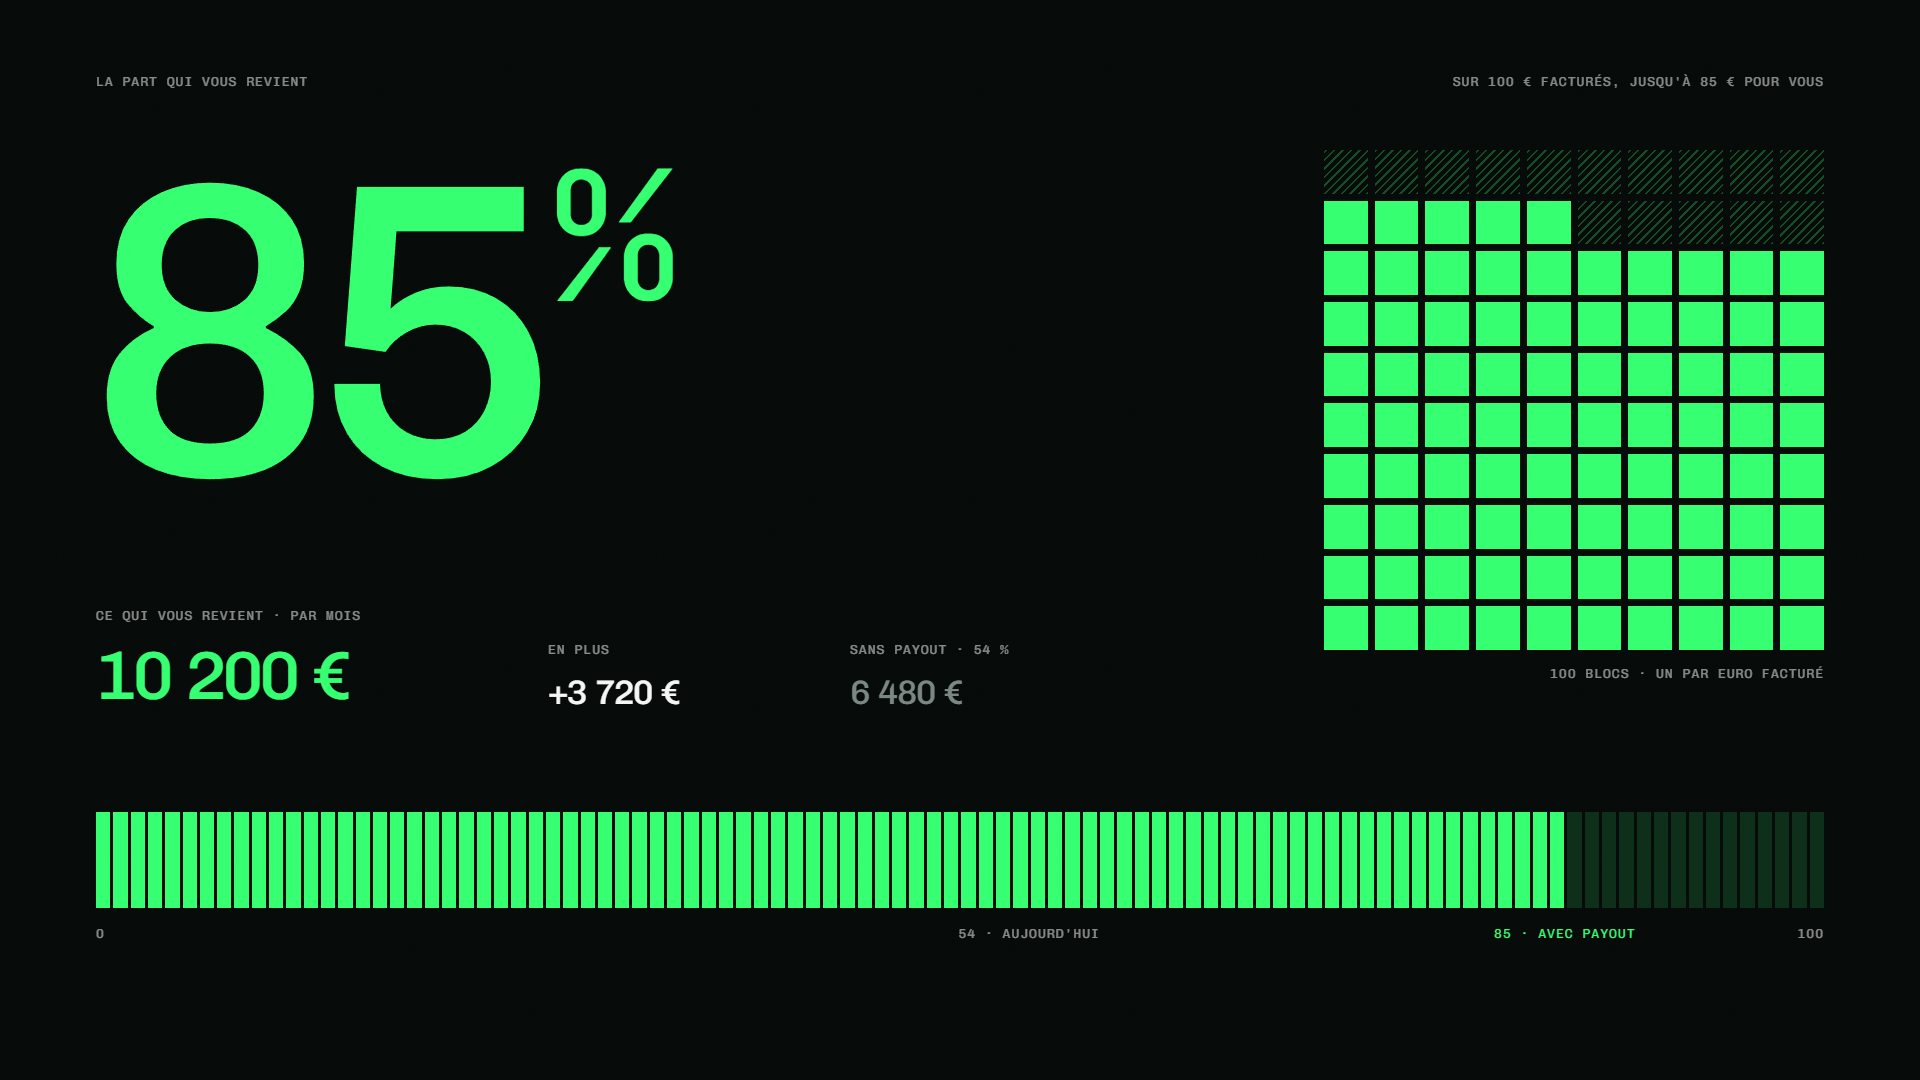 LA PART QUI VOUS REVIENT
SUR 100 € FACTURÉS, JUSQU'À 85 € POUR VOUS
85%
CE QUI VOUS REVIENT · PAR MOIS
10 200 €
EN PLUS
+3 720 €
SANS PAYOUT · 54 %
6 480 €
100 BLOCS · UN PAR EURO FACTURÉ
0
54 · AUJOURD'HUI
85 · AVEC PAYOUT
100